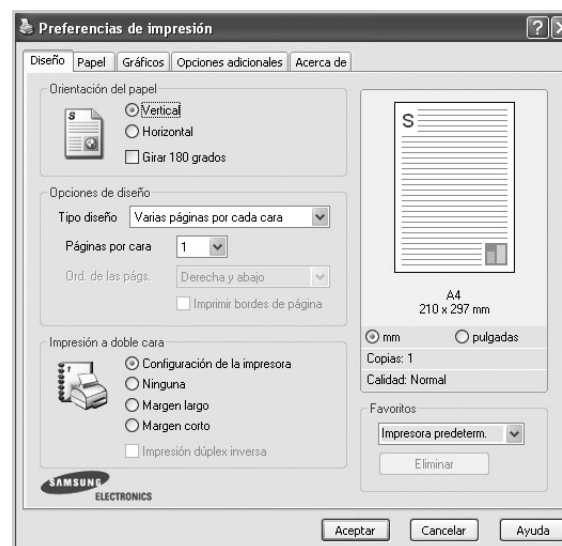 Preferencias de impresión
Diseño Papel Gráficos Opciones adicionales Acerca de
Orientación del papel
S
Vertical
Horizontal
Girar 180 grados
Opciones de diseño
Tipo diseño Varias páginas por cada cara
Páginas por cara 1
Ord. de las págs. Derecha y abajo
Imprimir bordes de página
Impresión a doble cara
Configuración de la impresora
Ninguna
Margen largo
Margen corto
Impresión dúplex inversa
SAMSUNG
ELECTRONICS
S
A4
210 x 297 mm
mm pulgadas
Copias: 1
Calidad: Normal
Favoritos
Impresora predeterm.
Eliminar
Aceptar Cancelar Ayuda